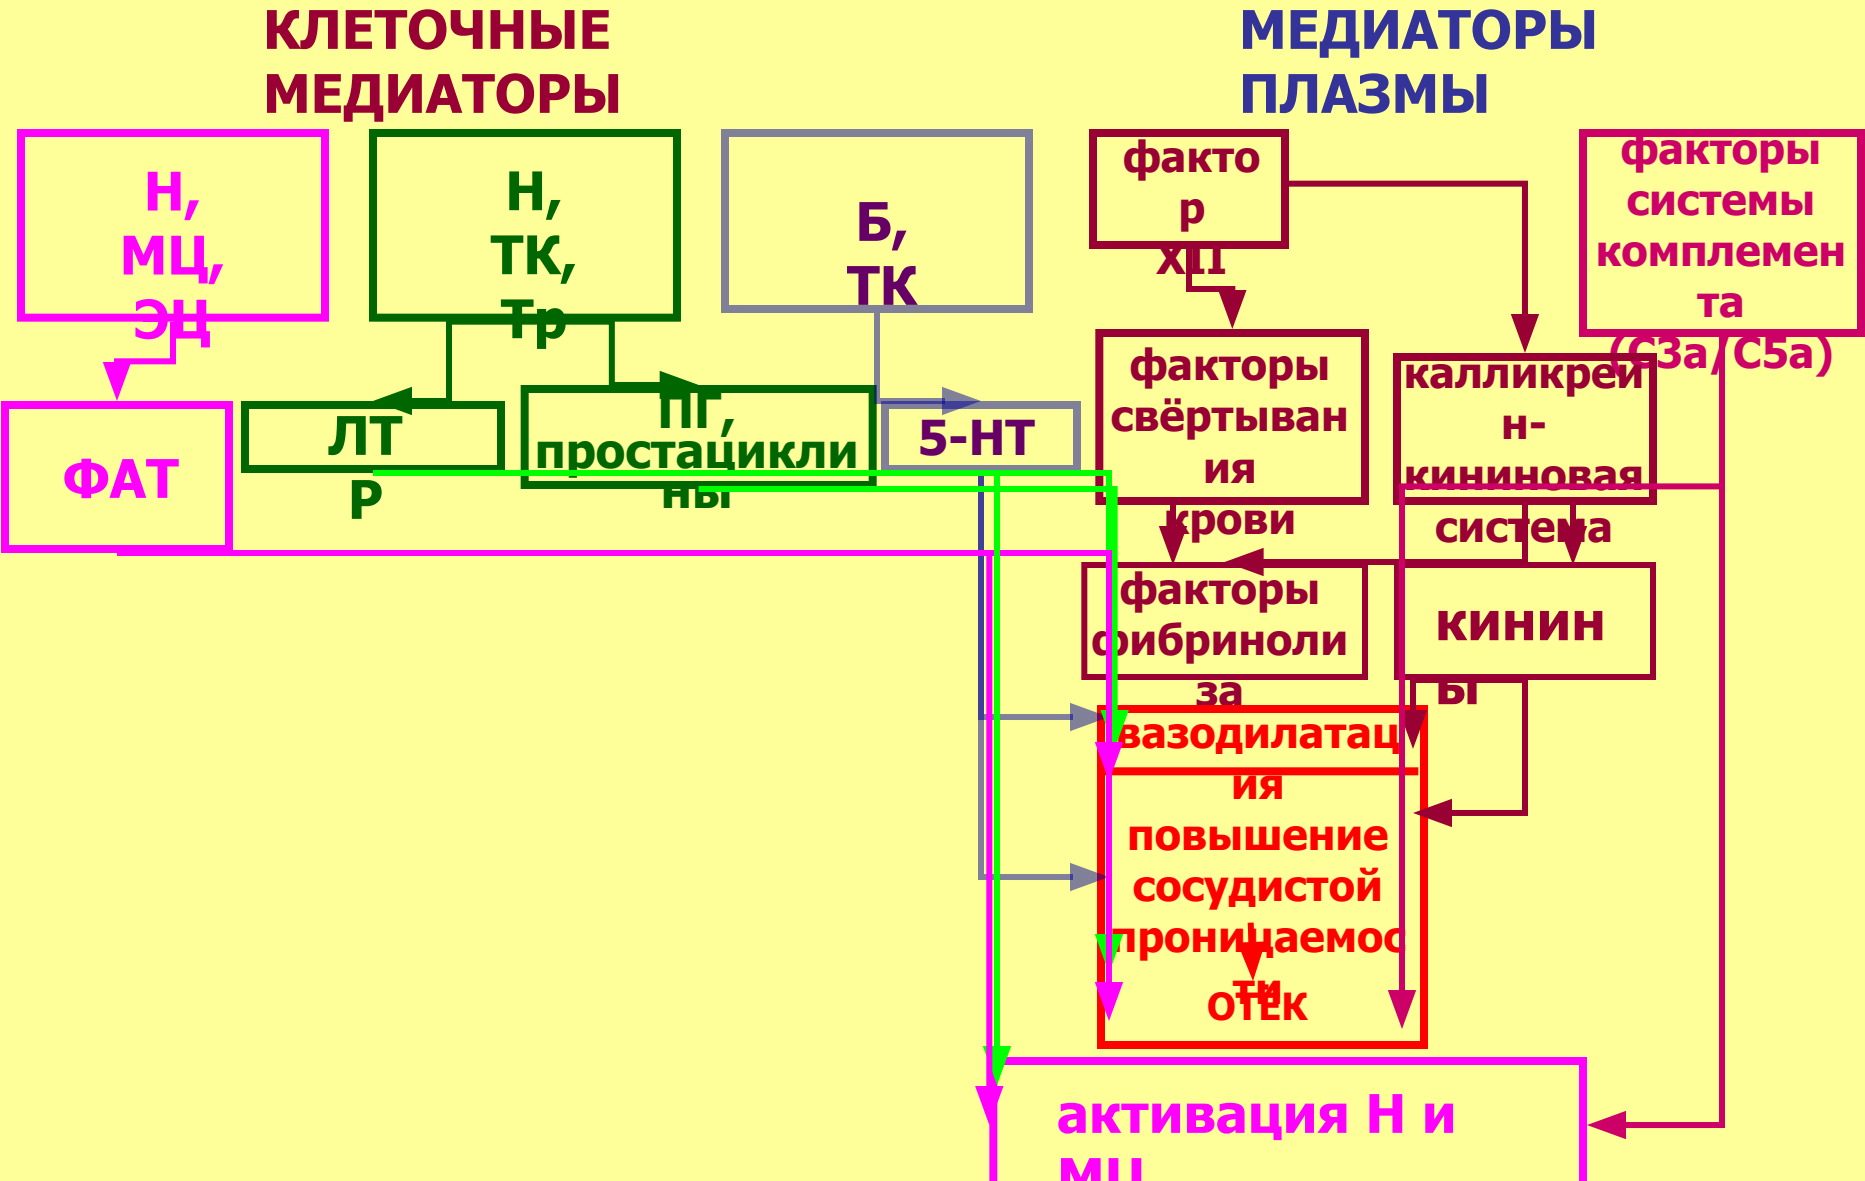 КЛЕТОЧНЫЕ
МЕДИАТОРЫ
МЕДИАТОРЫ
ПЛАЗМЫ
Н,
МЦ,
ЭЦ
Н,
ТК,
Тр
Б,
ТК
факто
р
XII
факторы
системы
комплемен
та
(С3а/С5а)
ФАТ
ЛТ
Р
ПГ,
простацикли
ны
5-НТ
факторы
свёртыван
ия
крови
калликреи
н-
кининовая
система
факторы
фибриноли
за
кинин
ы
вазодилатац
ия
повышение
сосудистой
проницаемос
ти
ОТЕК
активация Н и
МЦ